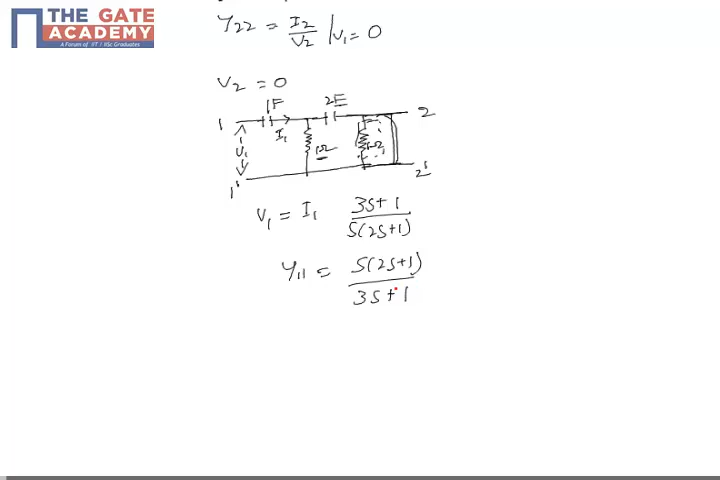 THE GATE
ACADEMY
A Forum of IIT / IISc Graduates
Y22 = I2/V2 | V1 = 0
V2 = 0
1F 2F
1 I1 2
V1 1Ω 1Ω
1' 2'
V1 = I1 (3s+1)/(s(2s+1))
Y11 = s(2s+1)/(3s+1)